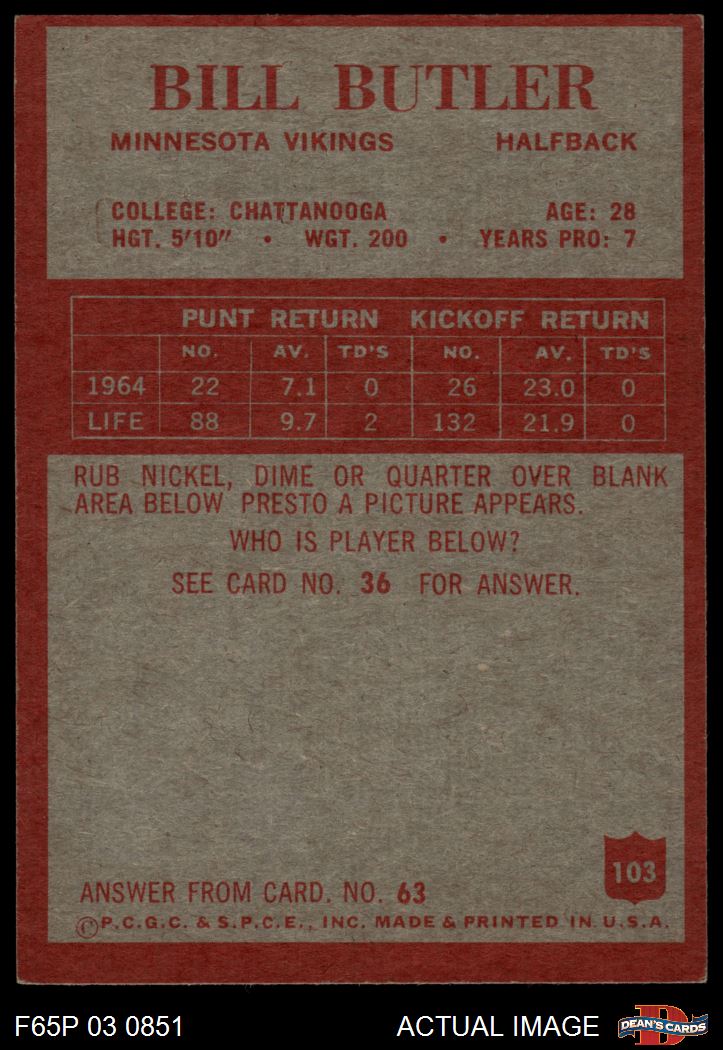 BILL BUTLER
MINNESOTA VIKINGS HALFBACK
COLLEGE: CHATTANOOGA AGE: 28
HGT. 5'10" • WGT. 200 • YEARS PRO: 7
PUNT RETURN KICKOFF RETURN
NO. AV. TD'S NO. AV. TD'S
1964 22 7.1 0 26 23.0 0
LIFE 88 9.7 2 132 21.9 0
RUB NICKEL, DIME OR QUARTER OVER BLANK
AREA BELOW PRESTO A PICTURE APPEARS.
WHO IS PLAYER BELOW?
SEE CARD NO. 36 FOR ANSWER.
103
ANSWER FROM CARD. NO. 63
©P.C.G.C. & S.P.C.E., INC. MADE & PRINTED IN U.S.A.
F65P 03 0851 ACTUAL IMAGE D DEAN'S CARDS